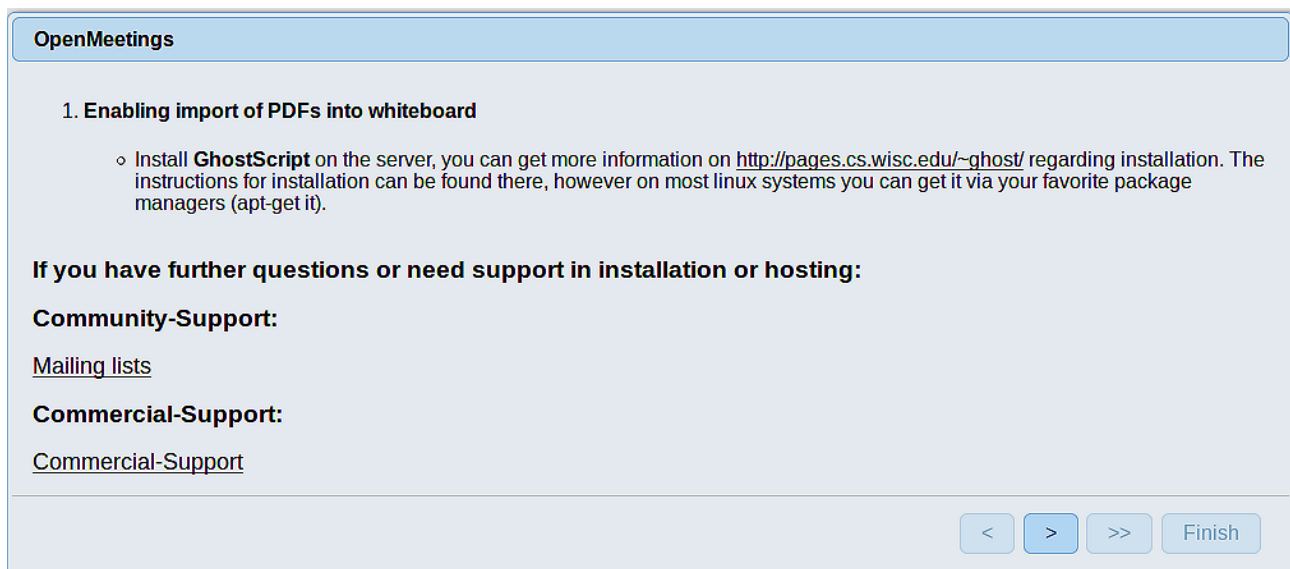 OpenMeetings
1. Enabling import of PDFs into whiteboard
Install GhostScript on the server, you can get more information on http://pages.cs.wisc.edu/~ghost/ regarding installation. The
instructions for installation can be found there, however on most linux systems you can get it via your favorite package
managers (apt-get it).
If you have further questions or need support in installation or hosting:
Community-Support:
Mailing lists
Commercial-Support:
Commercial-Support
< > >> Finish